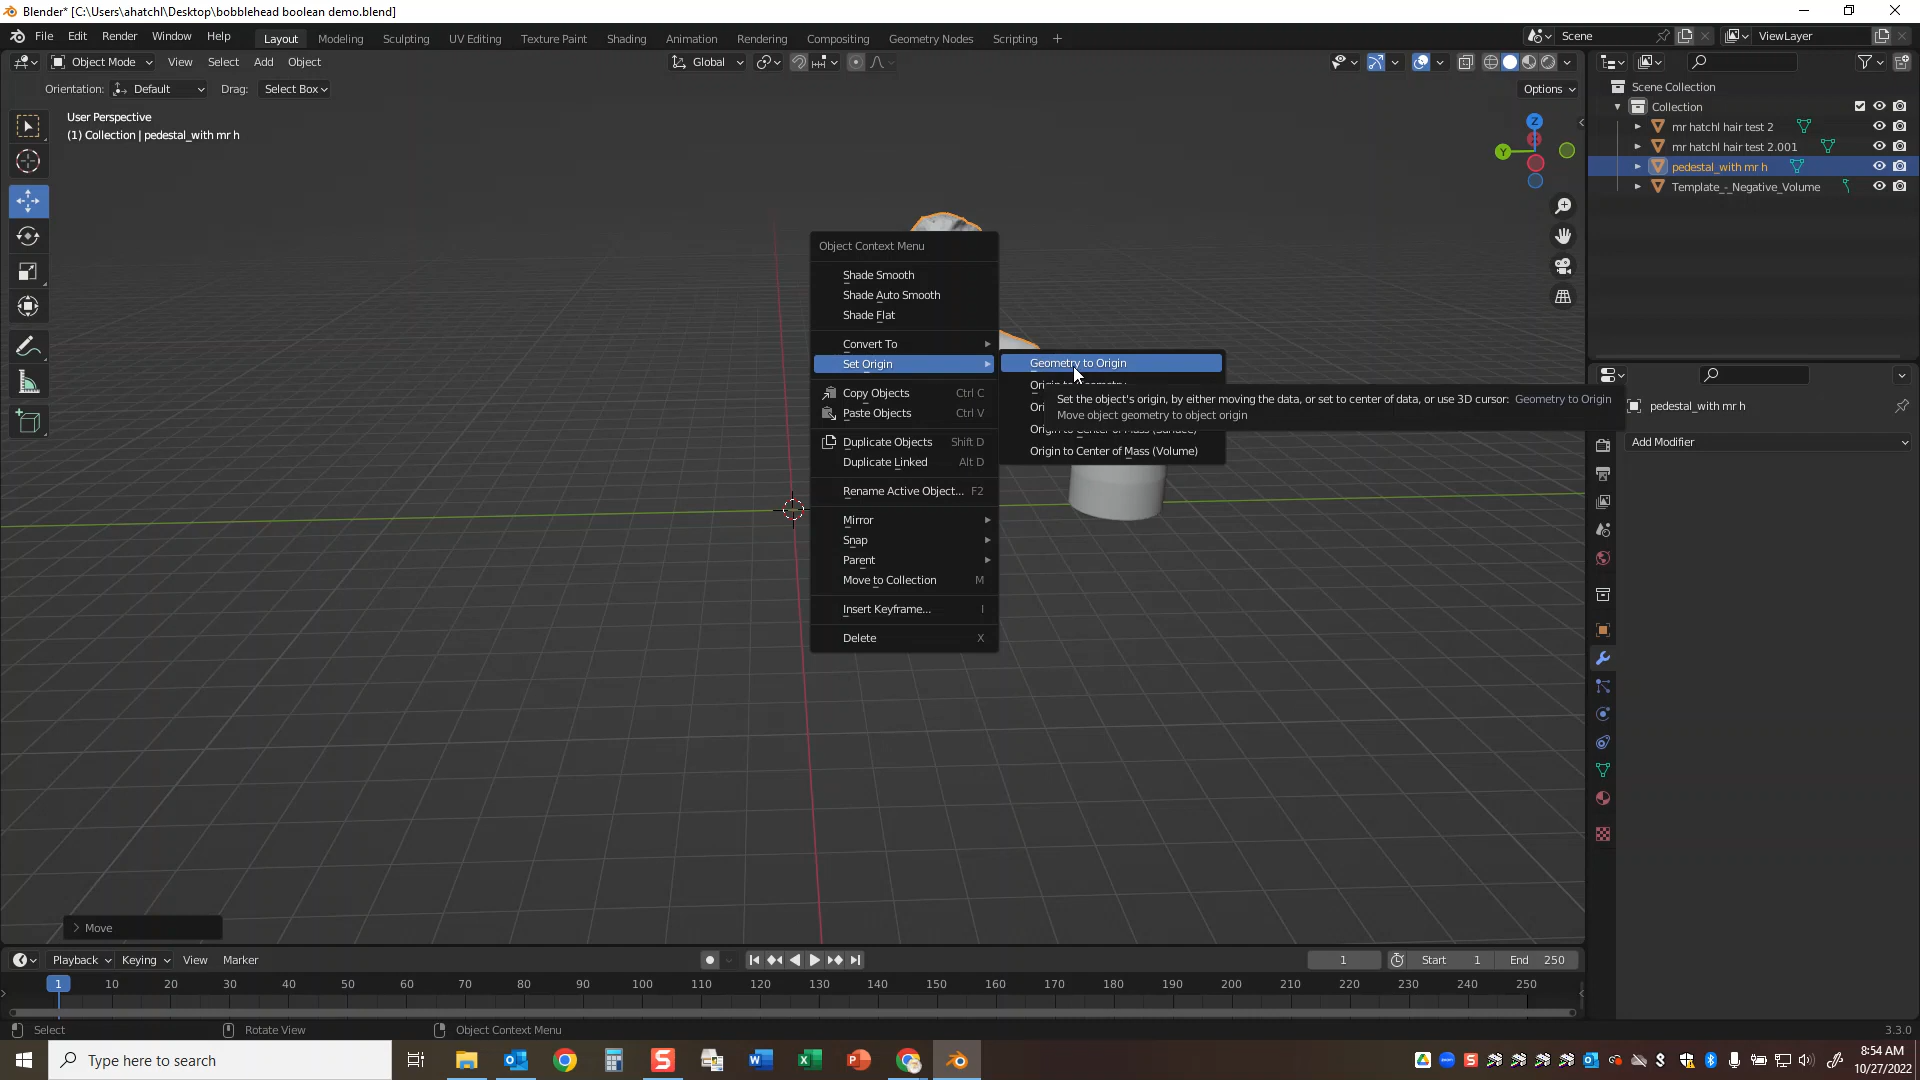 Blender* [C:\Users\ahatchl\Desktop\bobblehead boolean demo.blend]
File Edit Render Window Help
Layout Modeling Sculpting UV Editing Texture Paint Shading Animation Rendering Compositing Geometry Nodes Scripting +
Scene
ViewLayer
Object Mode View Select Add Object
Global
Orientation: Default Drag: Select Box
Options
User Perspective
(1) Collection | pedestal_with mr h
Scene Collection
Collection
mr hatchl hair test 2
mr hatchl hair test 2.001
pedestal_with mr h
Template_-_Negative_Volume
Z
Y
Object Context Menu
Shade Smooth
Shade Auto Smooth
Shade Flat
Convert To
Set Origin
Copy Objects Ctrl C
Paste Objects Ctrl V
Duplicate Objects Shift D
Duplicate Linked Alt D
Rename Active Object... F2
Mirror
Snap
Parent
Move to Collection M
Insert Keyframe... I
Delete X
Geometry to Origin
Set the object's origin, by either moving the data, or set to center of data, or use 3D cursor: Geometry to Origin
Move object geometry to object origin
Origin to Center of Mass (Volume)
pedestal_with mr h
Add Modifier
Move
Playback Keying View Marker
1
Start 1 End 250
1 10 20 30 40 50 60 70 80 90 100 110 120 130 140 150 160 170 180 190 200 210 220 230 240 250
Select
Rotate View
Object Context Menu
3.3.0
Type here to search
8:54 AM
10/27/2022